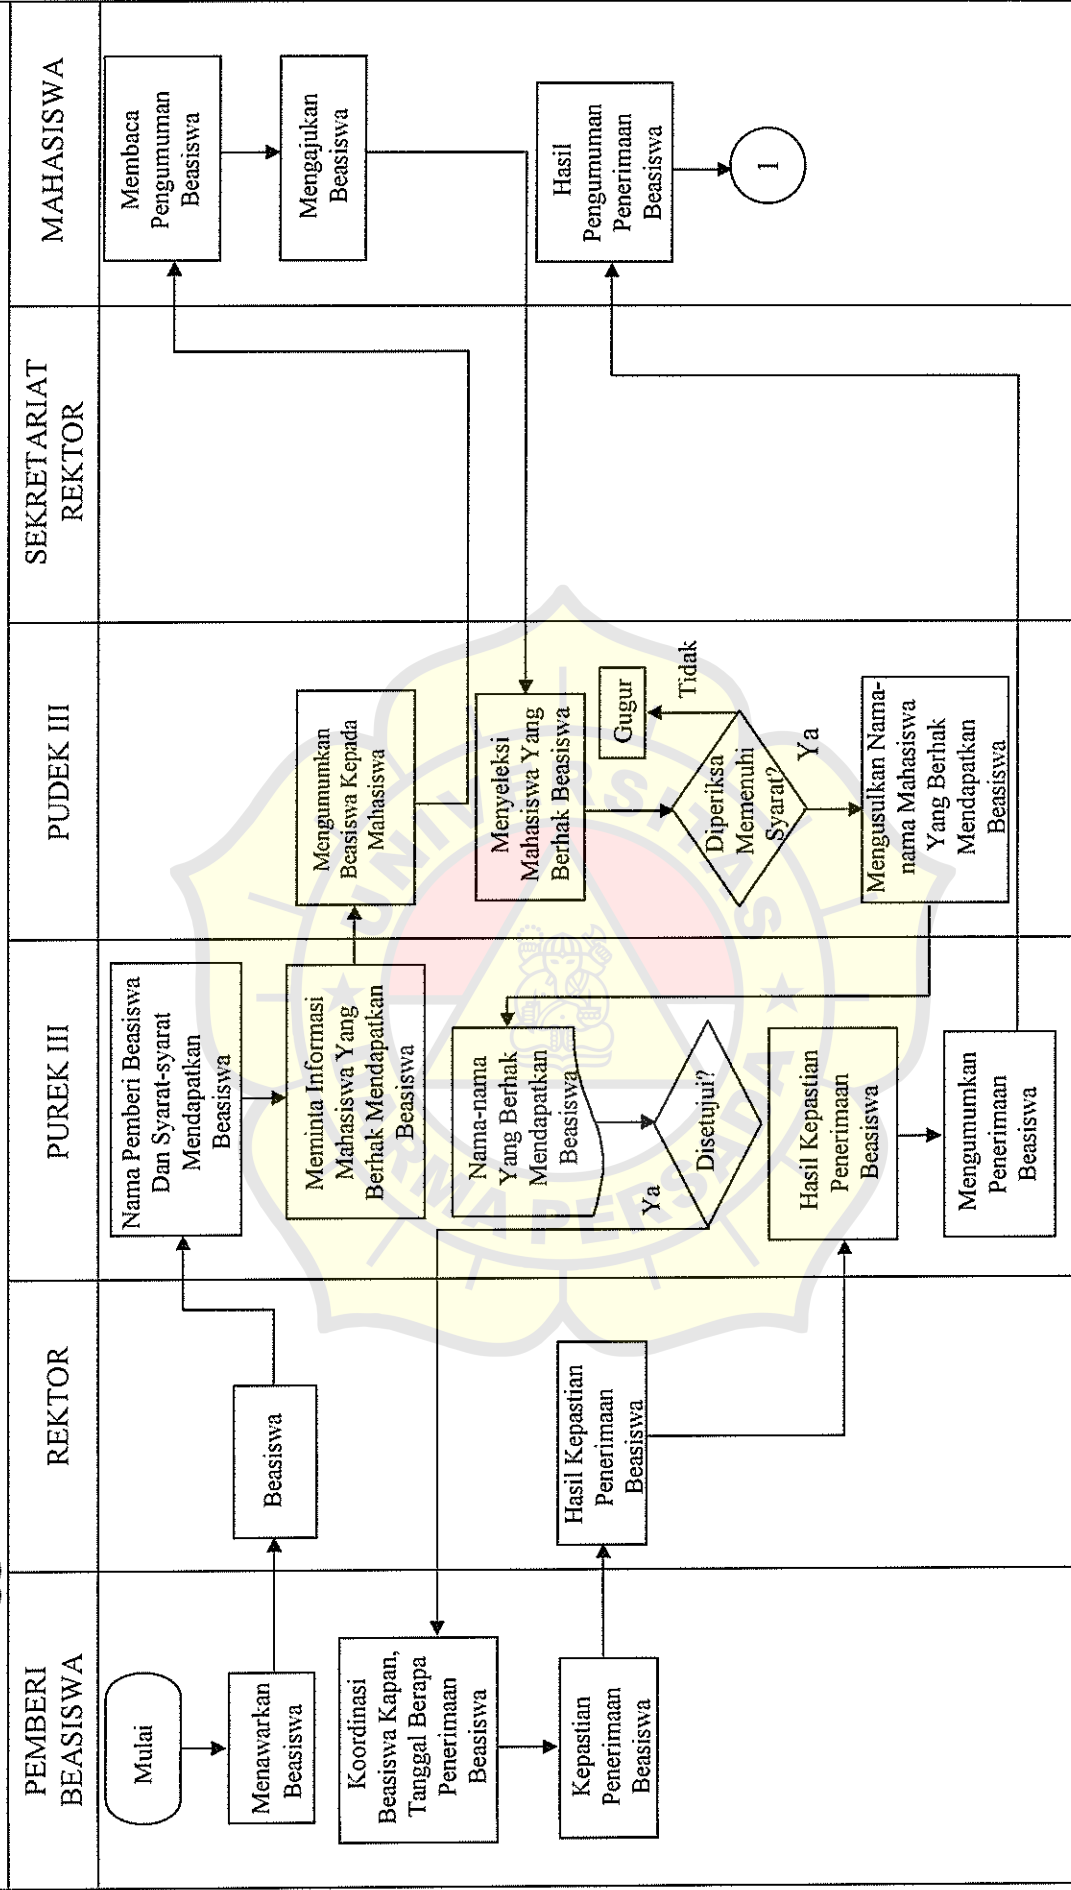 PEMBERI
BEASISWA
REKTOR
PUREK III
PUDEK III
SEKRETARIAT
REKTOR
MAHASISWA
Mulai
Menawarkan
Beasiswa
Beasiswa
Nama Pemberi Beasiswa
Dan Syarat-syarat
Mendapatkan
Beasiswa
Meminta Informasi
Mahasiswa Yang
Berhak Mendapatkan
Beasiswa
Mengumumkan
Beasiswa Kepada
Mahasiswa
Membaca
Pengumuman
Beasiswa
Mengajukan
Beasiswa
Menyeleksi
Mahasiswa Yang
Berhak Beasiswa
Diperiksa
Memenuhi
Syarat?
Tidak
Gugur
Ya
Mengusulkan Nama-
nama Mahasiswa
Yang Berhak
Mendapatkan
Beasiswa
Nama-nama
Yang Berhak
Mendapatkan
Beasiswa
Disetujui?
Ya
Koordinasi
Beasiswa Kapan,
Tanggal Berapa
Penerimaan
Beasiswa
Kepastian
Penerimaan
Beasiswa
Hasil Kepastian
Penerimaan
Beasiswa
Hasil Kepastian
Penerimaan
Beasiswa
Mengumumkan
Penerimaan
Beasiswa
Hasil
Pengumuman
Penerimaan
Beasiswa
1
UNIVERSITAS
ARMA PERSADA